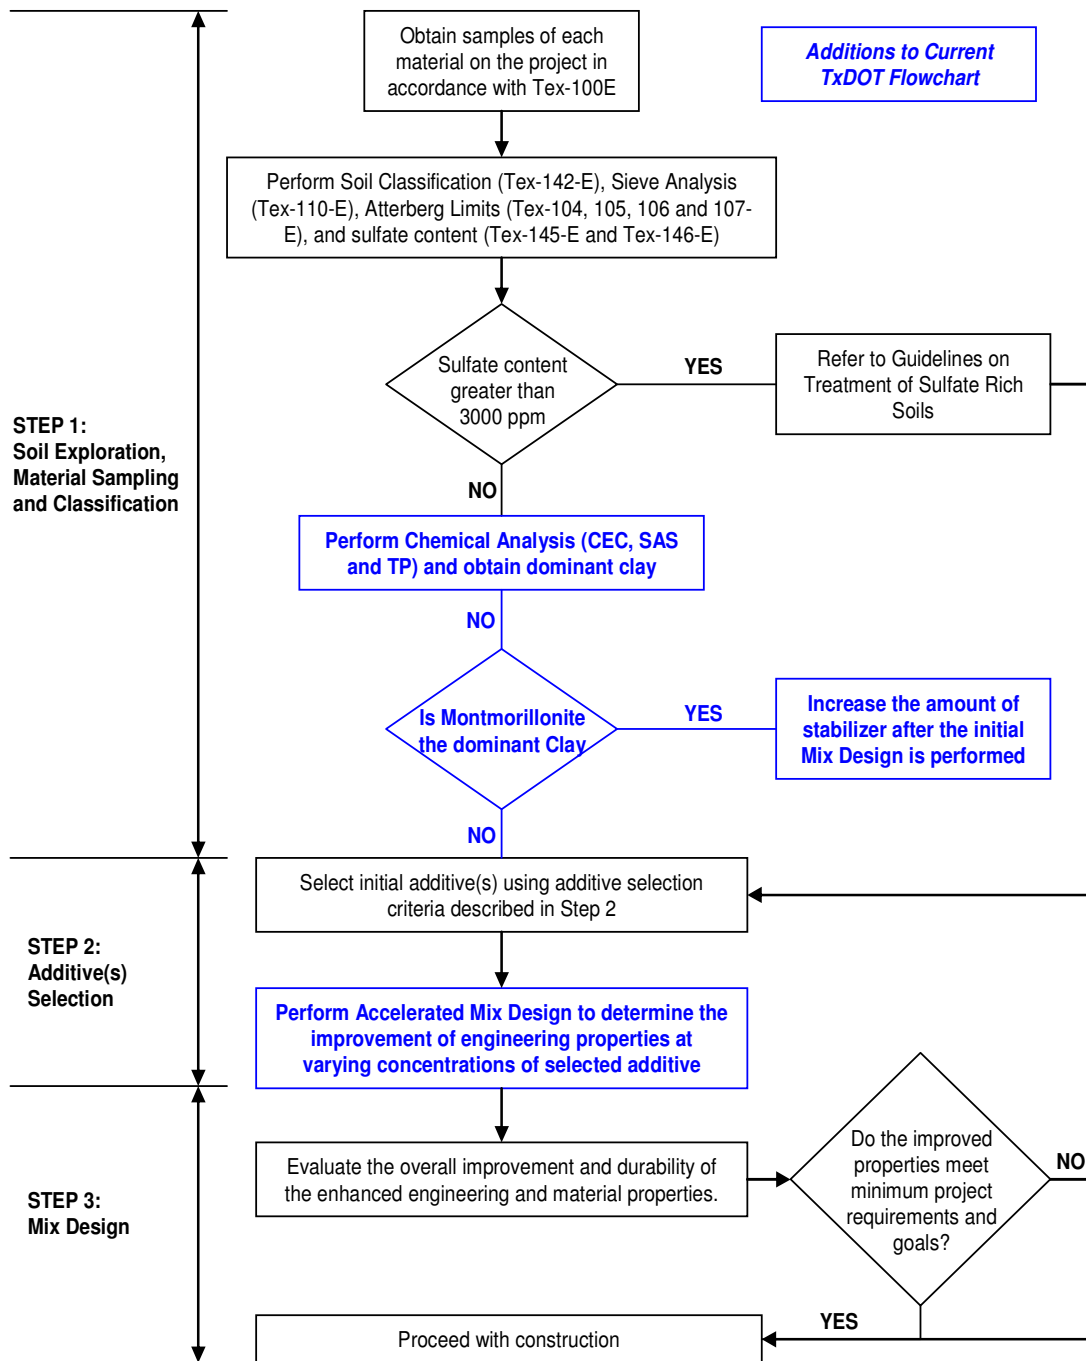 Obtain samples of each
material on the project in
accordance with Tex-100E
Additions to Current
TxDOT Flowchart
Perform Soil Classification (Tex-142-E), Sieve Analysis
(Tex-110-E), Atterberg Limits (Tex-104, 105, 106 and 107-
E), and sulfate content (Tex-145-E and Tex-146-E)
Sulfate content
greater than
3000 ppm
YES
Refer to Guidelines on
Treatment of Sulfate Rich
Soils
STEP 1:
Soil Exploration,
Material Sampling
and Classification
NO
Perform Chemical Analysis (CEC, SAS
and TP) and obtain dominant clay
NO
Is Montmorillonite
the dominant Clay
YES
Increase the amount of
stabilizer after the initial
Mix Design is performed
NO
Select initial additive(s) using additive selection
criteria described in Step 2
STEP 2:
Additive(s)
Selection
Perform Accelerated Mix Design to determine the
improvement of engineering properties at
varying concentrations of selected additive
STEP 3:
Mix Design
Evaluate the overall improvement and durability of
the enhanced engineering and material properties.
Do the improved
properties meet
minimum project
requirements and
goals?
NO
YES
Proceed with construction